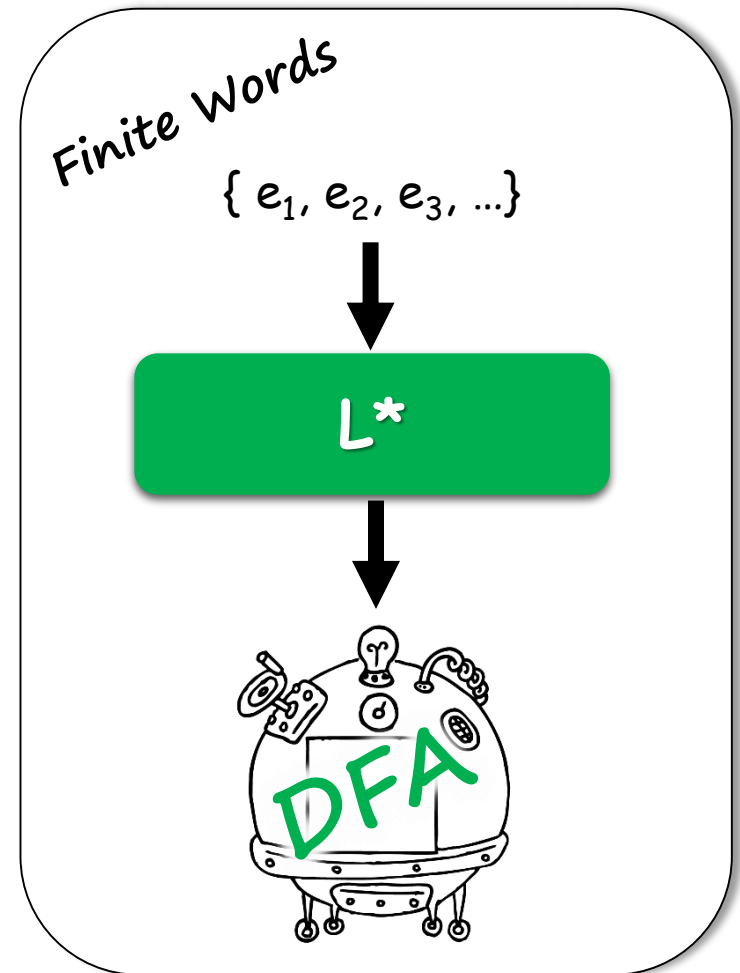 Finite Words
{ e₁, e₂, e₃, ...}
L*
DFA